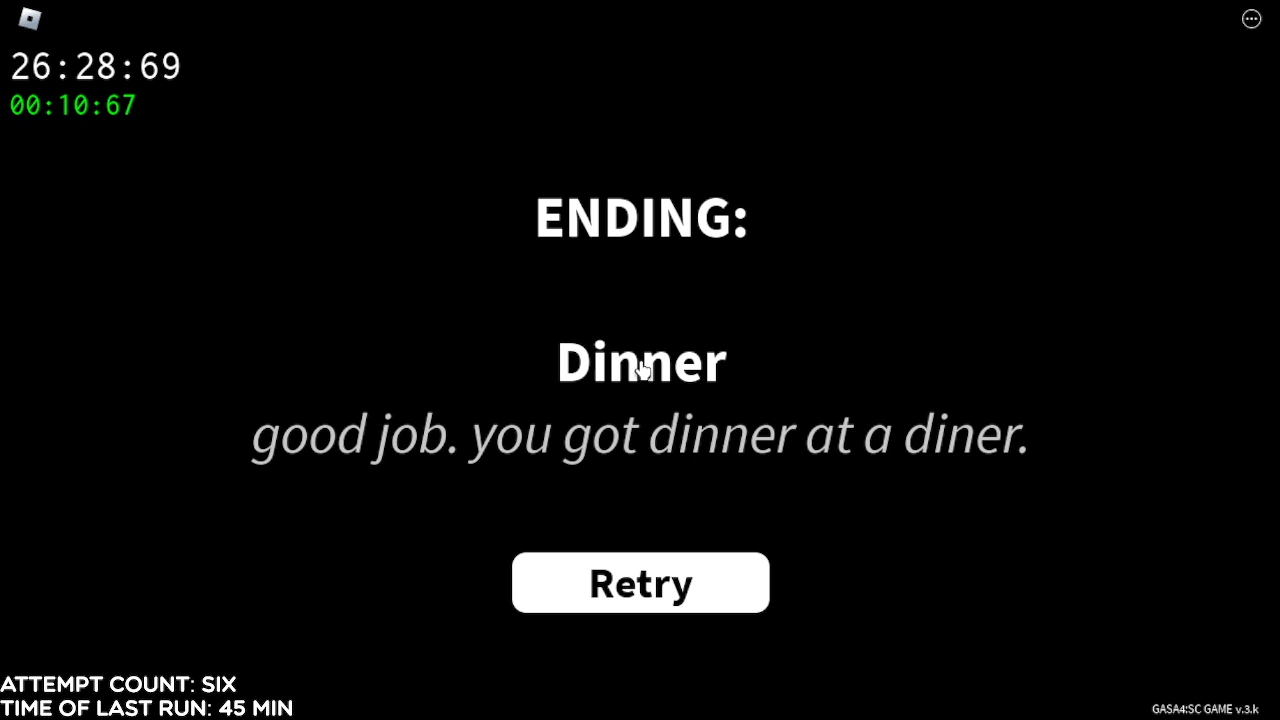 26:28:69
00:10:67
ENDING:
Dinner
good job. you got dinner at a diner.
Retry
ATTEMPT COUNT: SIX
TIME OF LAST RUN: 45 MIN
GASA4:SC GAME v.3.k